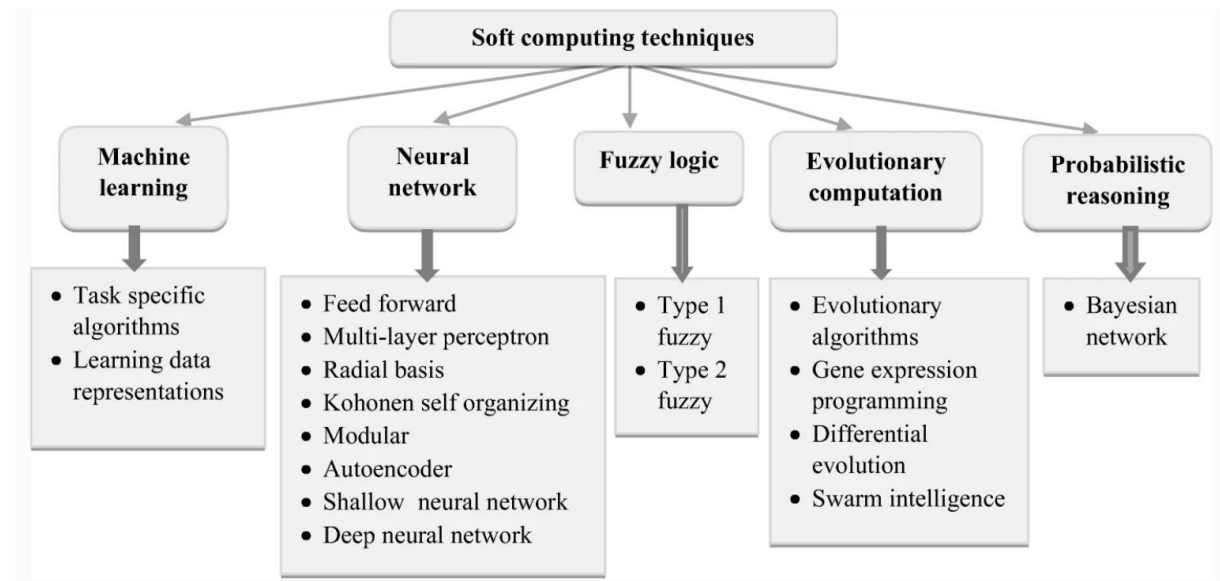 Soft computing techniques
Machine
learning
Neural
network
Fuzzy logic
Evolutionary
computation
Probabilistic
reasoning
• Task specific
algorithms
• Learning data
representations
• Feed forward
• Multi-layer perceptron
• Radial basis
• Kohonen self organizing
• Modular
• Autoencoder
• Shallow neural network
• Deep neural network
• Type 1
fuzzy
• Type 2
fuzzy
• Evolutionary
algorithms
• Gene expression
programming
• Differential
evolution
• Swarm intelligence
• Bayesian
network